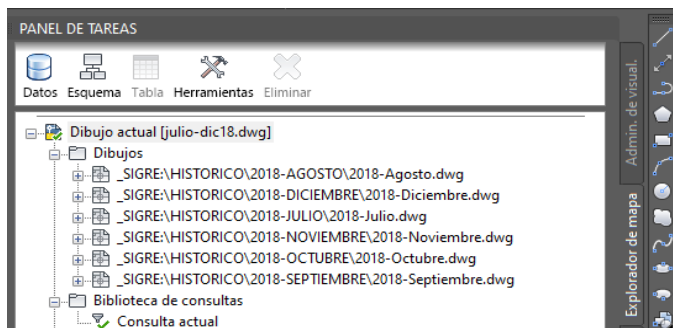 PANEL DE TAREAS
Datos Esquema Tabla Herramientas Eliminar
Dibujo actual [julio-dic18.dwg]
Dibujos
_SIGRE:\HISTORICO\2018-AGOSTO\2018-Agosto.dwg
_SIGRE:\HISTORICO\2018-DICIEMBRE\2018-Diciembre.dwg
_SIGRE:\HISTORICO\2018-JULIO\2018-Julio.dwg
_SIGRE:\HISTORICO\2018-NOVIEMBRE\2018-Noviembre.dwg
_SIGRE:\HISTORICO\2018-OCTUBRE\2018-Octubre.dwg
_SIGRE:\HISTORICO\2018-SEPTIEMBRE\2018-Septiembre.dwg
Biblioteca de consultas
Consulta actual
Admin. de visual.
Explorador de mapa